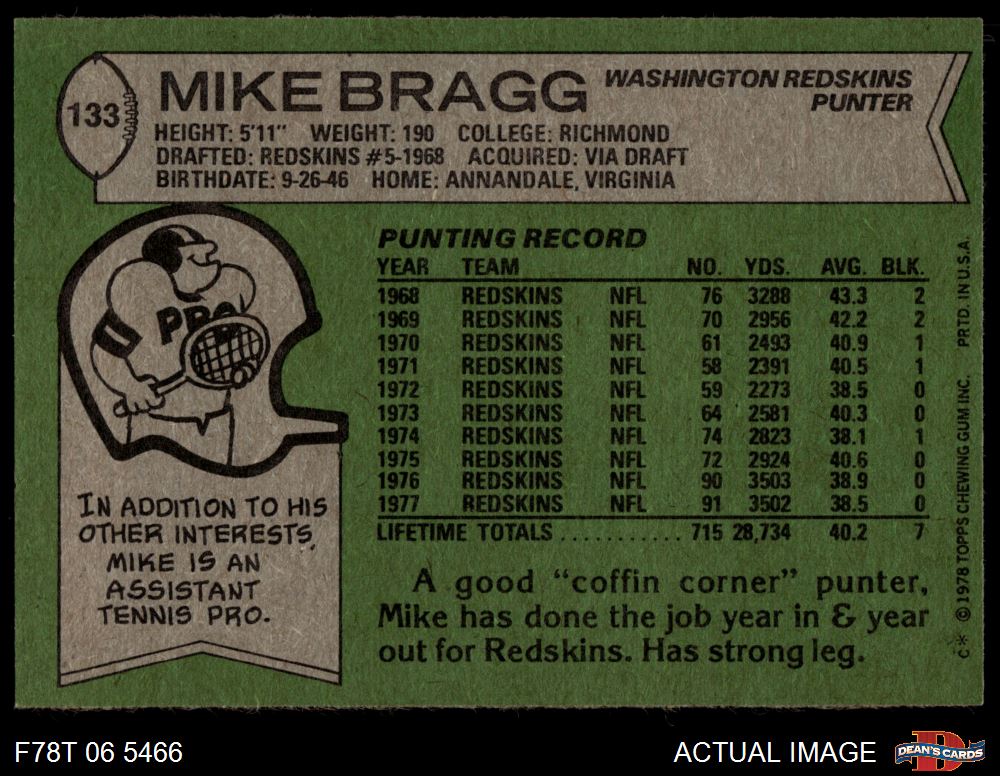 133
MIKE BRAGG
WASHINGTON REDSKINS
PUNTER
HEIGHT: 5'11" WEIGHT: 190 COLLEGE: RICHMOND
DRAFTED: REDSKINS #5-1968 ACQUIRED: VIA DRAFT
BIRTHDATE: 9-26-46 HOME: ANNANDALE, VIRGINIA
PRO
IN ADDITION TO HIS
OTHER INTERESTS,
MIKE IS AN
ASSISTANT
TENNIS PRO.
PUNTING RECORD
YEAR TEAM NO. YDS. AVG. BLK.
1968 REDSKINS NFL 76 3288 43.3 2
1969 REDSKINS NFL 70 2956 42.2 2
1970 REDSKINS NFL 61 2493 40.9 1
1971 REDSKINS NFL 58 2391 40.5 1
1972 REDSKINS NFL 59 2273 38.5 0
1973 REDSKINS NFL 64 2581 40.3 0
1974 REDSKINS NFL 74 2823 38.1 1
1975 REDSKINS NFL 72 2924 40.6 0
1976 REDSKINS NFL 90 3503 38.9 0
1977 REDSKINS NFL 91 3502 38.5 0
LIFETIME TOTALS ........... 715 28,734 40.2 7
A good “coffin corner” punter,
Mike has done the job year in & year
out for Redskins. Has strong leg.
C* ©1978 TOPPS CHEWING GUM INC. PRTD. IN U.S.A.
F78T 06 5466
ACTUAL IMAGE
DEAN'S CARDS